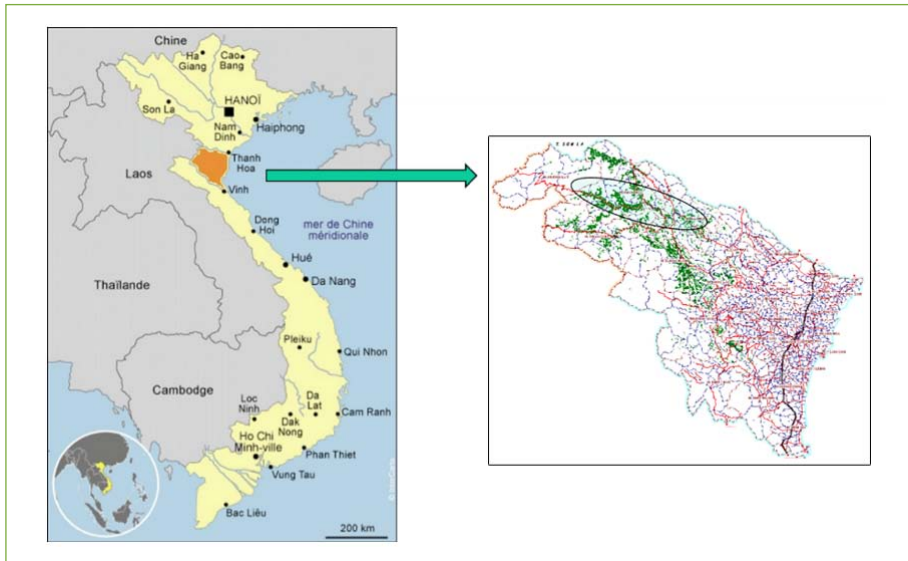 Chine
Ha
Giang
Cao
Bang
Son La
HANOÏ
Nam
Dinh
Haiphong
Thanh
Hoa
Laos
Vinh
Dong
Hoi
mer de Chine
méridionale
Hué
Da Nang
Thaïlande
Pleiku
Qui Nhon
Cambodge
Loc
Ninh
Da
Lat
Cam Ranh
Dak
Nong
Ho Chi
Minh-ville
Phan Thiet
Vung Tau
Bac Liêu
200 km